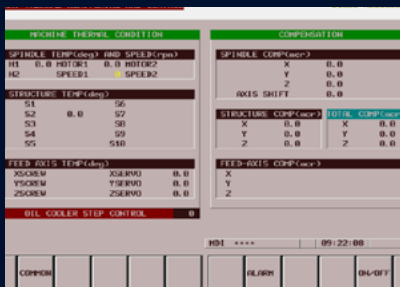 MACHINE THERMAL CONDITION
SPINDLE TEMP(deg) AND SPEED(rpm)
H1 0.0 MOTOR1 0.0 MOTOR2
H2 SPEED1 0 SPEED2
STRUCTURE TEMP(deg)
S1 S6
S2 0.0 S7
S3 S8
S4 S9
S5 S10
FEED AXIS TEMP(deg)
XSCREW XSERVO 0.0
YSCREW YSERVO 0.0
ZSCREW ZSERVO 0.0
OIL COOLER STEP CONTROL 0
COMPENSATION
SPINDLE COMP(mcr)
X 0.0
Y 0.0
Z 0.0
AXIS SHIFT 0.0
STRUCTURE COMP(mcr)
X 0.0
Y 0.0
Z 0.0
TOTAL COMP(mcr)
X 0.0
Y 0.0
Z 0.0
FEED-AXIS COMP(mcr)
X
Y
Z
MDI **** 09:22:08
COMMON ALARM ON/OFF